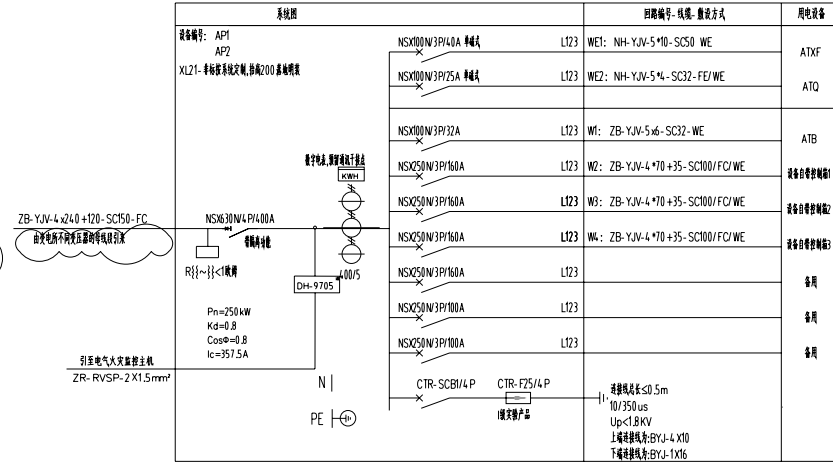 系统图
回路编号-线缆-敷设方式
用电设备
设备编号: AP1
AP2
XL21-非标按系统定制,抬高200落地明装
NSX100N/3P/40A 单磁式 L123 WE1: NH-YJV-5*10-SC50 WE ATXF
NSX100N/3P/25A 单磁式 L123 WE2: NH-YJV-5*4-SC32-FE/WE ATQ
NSX100N/3P/32A L123 W1: ZB-YJV-5x6-SC32-WE ATB
NSX250N/3P/160A L123 W2: ZB-YJV-4*70+35-SC100/FC/WE 设备自带控制箱1
NSX250N/3P/160A L123 W3: ZB-YJV-4*70+35-SC100/FC/WE 设备自带控制箱2
NSX250N/3P/160A L123 W4: ZB-YJV-4*70+35-SC100/FC/WE 设备自带控制箱3
NSX250N/3P/160A L123 备用
NSX250N/3P/100A L123 备用
NSX250N/3P/100A L123 备用
数字电表,预留通讯干接点
KWH
ZB-YJV-4x240+120-SC150-FC
由变电所不同变压器的母线段引来
NSX630N/4P/400A
带隔离功能
R{{~}}<1欧姆
400/5
DH-9705
Pn=250kW
Kd=0.8
CosΦ=0.8
Ic=357.5A
引至电气火灾监控主机
ZR-RVSP-2X1.5mm²
N
PE
CTR-SCB1/4P
CTR-F25/4P
I级实验产品
连接线总长≤0.5m
10/350us
Up<1.8KV
上端连接线为:BYJ-4X10
下端连接线为:BYJ-1X16